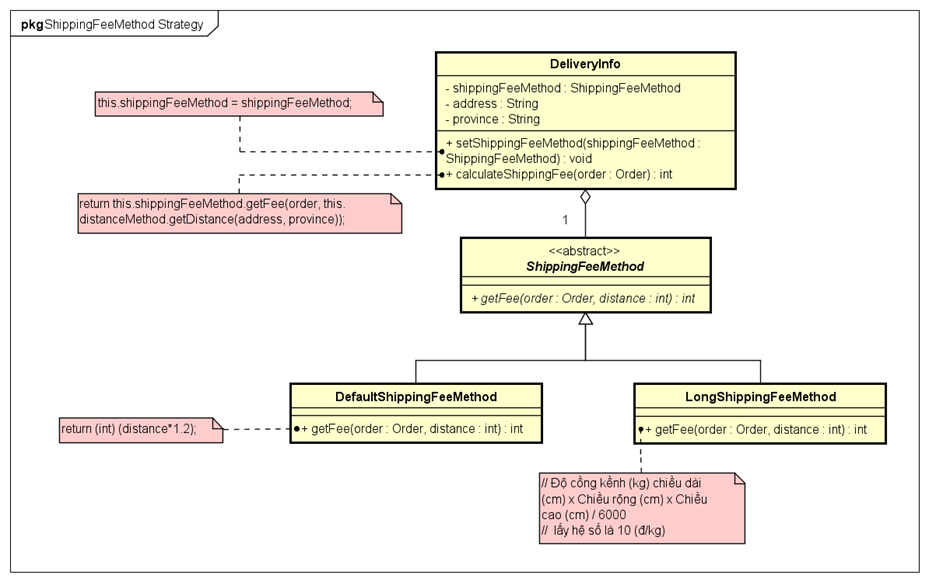 pkg ShippingFeeMethod Strategy
DeliveryInfo
- shippingFeeMethod : ShippingFeeMethod
- address : String
- province : String
+ setShippingFeeMethod(shippingFeeMethod :
ShippingFeeMethod) : void
+ calculateShippingFee(order : Order) : int
this.shippingFeeMethod = shippingFeeMethod;
return this.shippingFeeMethod.getFee(order, this.
distanceMethod.getDistance(address, province));
1
<<abstract>>
ShippingFeeMethod
+ getFee(order : Order, distance : int) : int
DefaultShippingFeeMethod
+ getFee(order : Order, distance : int) : int
return (int) (distance*1.2);
LongShippingFeeMethod
+ getFee(order : Order, distance : int) : int
// Độ cồng kềnh (kg) chiều dài
(cm) x Chiều rộng (cm) x Chiều
cao (cm) / 6000
// lấy hệ số là 10 (đ/kg)